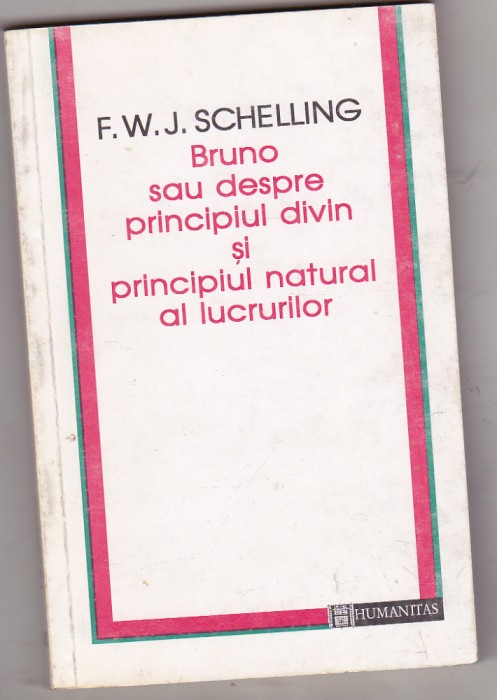 F. W. J. SCHELLING
Bruno
sau despre
principiul divin
și
principiul natural
al lucrurilor
HUMANITAS